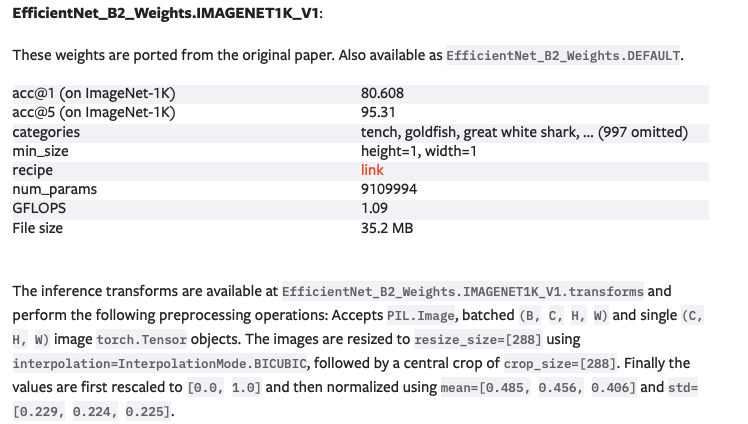 EfficientNet_B2_Weights.IMAGENET1K_V1:
These weights are ported from the original paper. Also available as EfficientNet_B2_Weights.DEFAULT.
acc@1 (on ImageNet-1K) 80.608
acc@5 (on ImageNet-1K) 95.31
categories tench, goldfish, great white shark, ... (997 omitted)
min_size height=1, width=1
recipe link
num_params 9109994
GFLOPS 1.09
File size 35.2 MB
The inference transforms are available at EfficientNet_B2_Weights.IMAGENET1K_V1.transforms and
perform the following preprocessing operations: Accepts PIL.Image, batched (B, C, H, W) and single (C,
H, W) image torch.Tensor objects. The images are resized to resize_size=[288] using
interpolation=InterpolationMode.BICUBIC, followed by a central crop of crop_size=[288]. Finally the
values are first rescaled to [0.0, 1.0] and then normalized using mean=[0.485, 0.456, 0.406] and std=
[0.229, 0.224, 0.225].